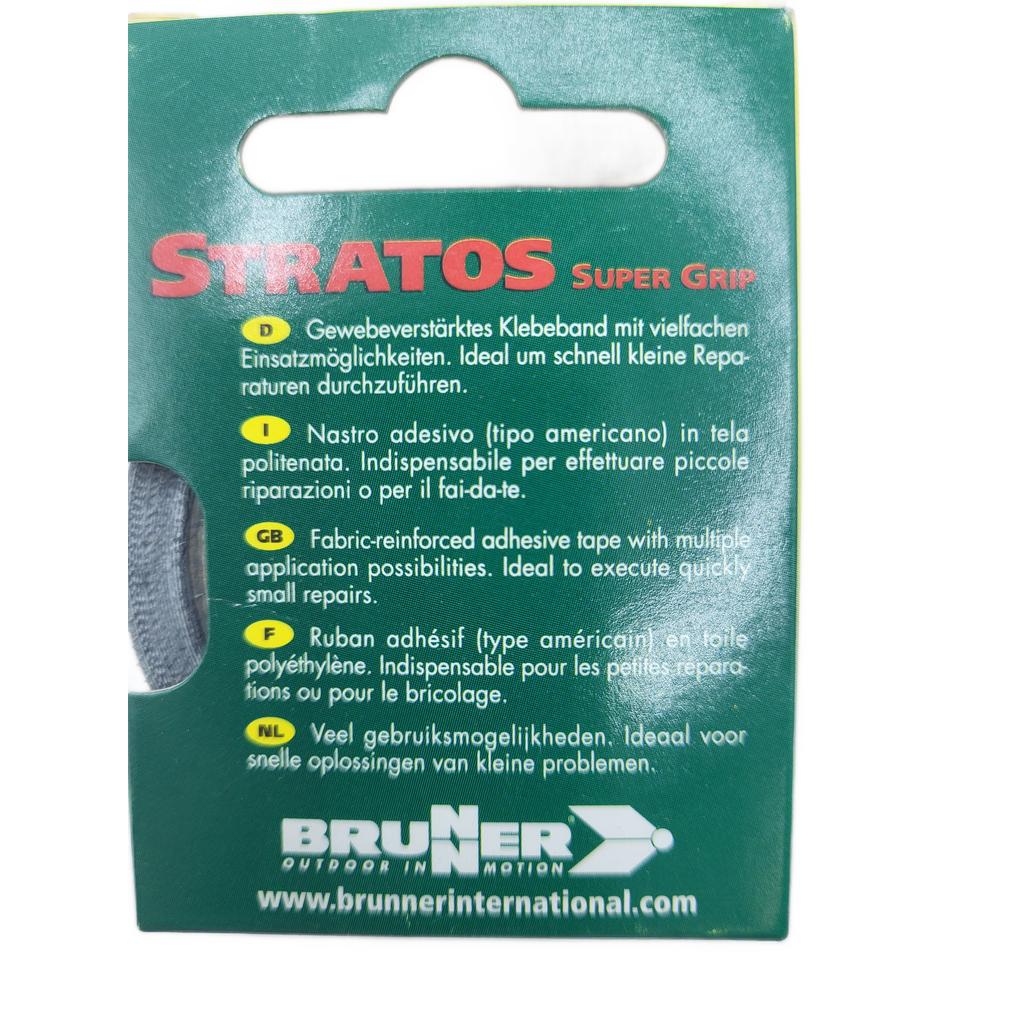 STRATOS SUPER GRIP
D Gewebeverstärktes Klebeband mit vielfachen
Einsatzmöglichkeiten. Ideal um schnell kleine Repa-
raturen durchzuführen.
I Nastro adesivo (tipo americano) in tela
politenata. Indispensabile per effettuare piccole
riparazioni o per il fai-da-te.
GB Fabric-reinforced adhesive tape with multiple
application possibilities. Ideal to execute quickly
small repairs.
F Ruban adhésif (type américain) en toile
polyéthylène. Indispensable pour les petites répara-
tions ou pour le bricolage.
NL Veel gebruiksmogelijkheden. Ideaal voor
snelle oplossingen van kleine problemen.
BRUNNER®
OUTDOOR IN MOTION
www.brunnerinternational.com